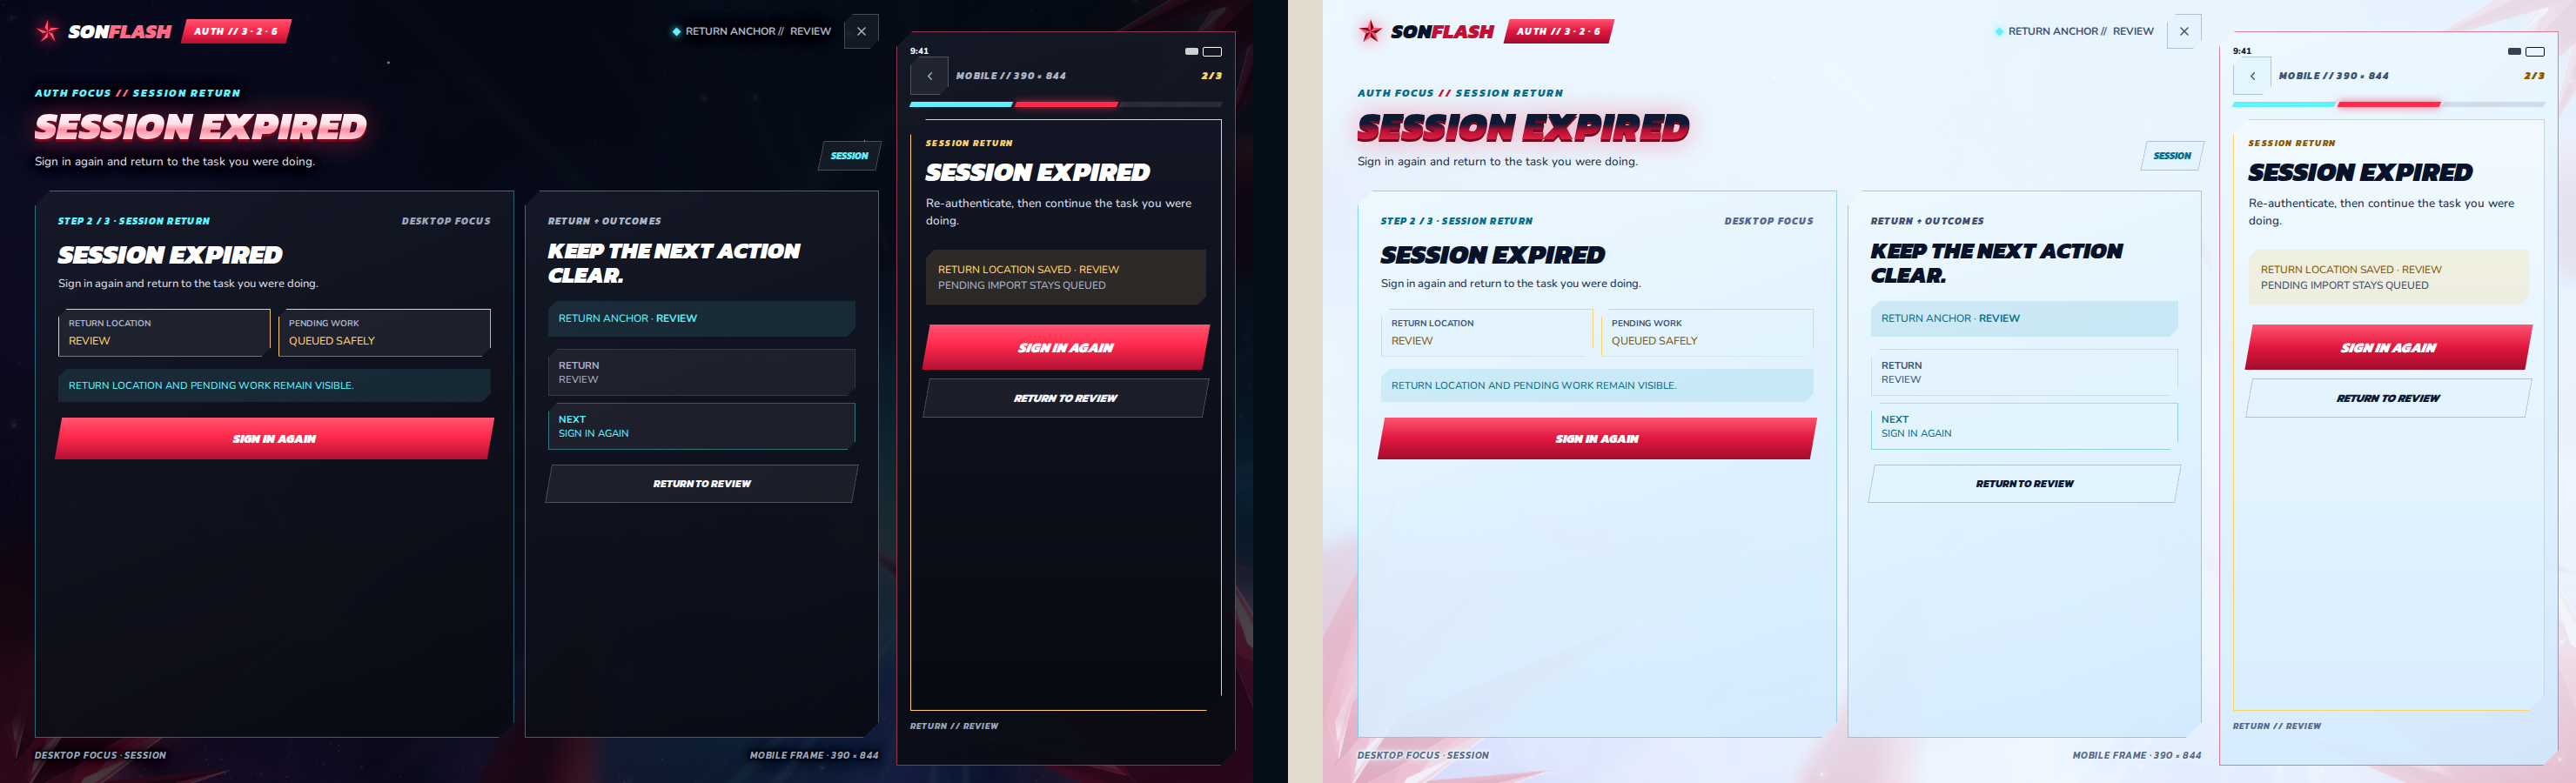 SONFLASH
AUTH // 3 · 2 · 6
RETURN ANCHOR // REVIEW
AUTH FOCUS // SESSION RETURN
SESSION EXPIRED
Sign in again and return to the task you were doing.
SESSION
STEP 2 / 3 · SESSION RETURN
DESKTOP FOCUS
SESSION EXPIRED
Sign in again and return to the task you were doing.
RETURN LOCATION
REVIEW
PENDING WORK
QUEUED SAFELY
RETURN LOCATION AND PENDING WORK REMAIN VISIBLE.
SIGN IN AGAIN
RETURN + OUTCOMES
KEEP THE NEXT ACTION
CLEAR.
RETURN ANCHOR · REVIEW
RETURN
REVIEW
NEXT
SIGN IN AGAIN
RETURN TO REVIEW
DESKTOP FOCUS · SESSION
MOBILE FRAME · 390 × 844
9:41
MOBILE // 390 × 844
2/3
SESSION RETURN
SESSION EXPIRED
Re-authenticate, then continue the task you were
doing.
RETURN LOCATION SAVED · REVIEW
PENDING IMPORT STAYS QUEUED
SIGN IN AGAIN
RETURN TO REVIEW
RETURN // REVIEW
SONFLASH
AUTH // 3 · 2 · 6
RETURN ANCHOR // REVIEW
AUTH FOCUS // SESSION RETURN
SESSION EXPIRED
Sign in again and return to the task you were doing.
SESSION
STEP 2 / 3 · SESSION RETURN
DESKTOP FOCUS
SESSION EXPIRED
Sign in again and return to the task you were doing.
RETURN LOCATION
REVIEW
PENDING WORK
QUEUED SAFELY
RETURN LOCATION AND PENDING WORK REMAIN VISIBLE.
SIGN IN AGAIN
RETURN + OUTCOMES
KEEP THE NEXT ACTION
CLEAR.
RETURN ANCHOR · REVIEW
RETURN
REVIEW
NEXT
SIGN IN AGAIN
RETURN TO REVIEW
DESKTOP FOCUS · SESSION
MOBILE FRAME · 390 × 844
9:41
MOBILE // 390 × 844
2/3
SESSION RETURN
SESSION EXPIRED
Re-authenticate, then continue the task you were
doing.
RETURN LOCATION SAVED · REVIEW
PENDING IMPORT STAYS QUEUED
SIGN IN AGAIN
RETURN TO REVIEW
RETURN // REVIEW